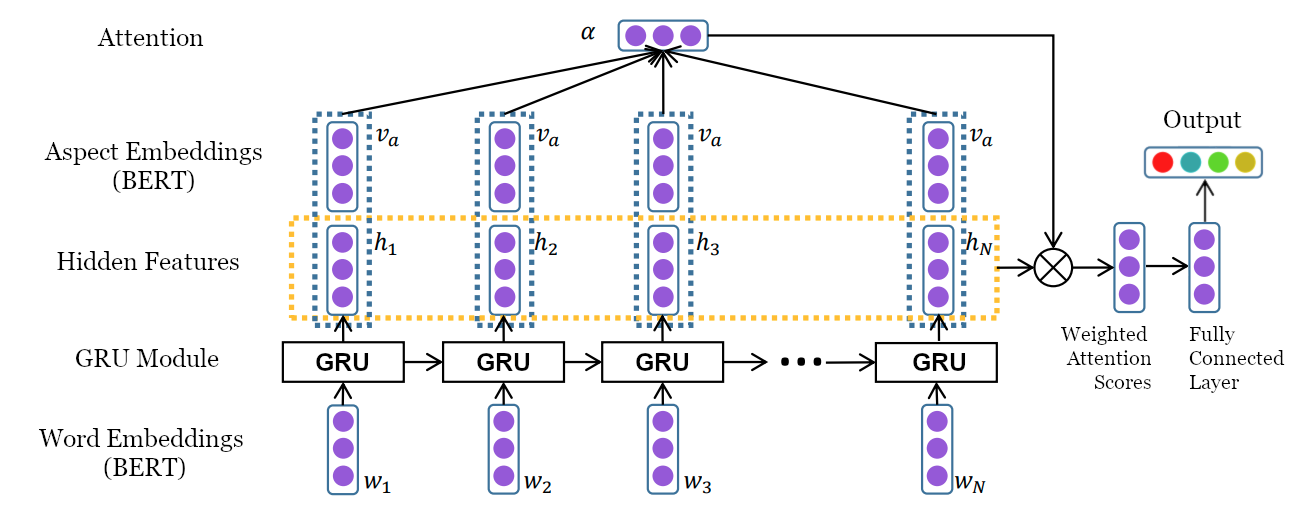 Attention
α
Aspect Embeddings
(BERT)
v_a
v_a
v_a
v_a
Output
Hidden Features
h_1
h_2
h_3
h_N
GRU Module
GRU
GRU
GRU
GRU
Weighted
Attention
Scores
Fully
Connected
Layer
Word Embeddings
(BERT)
w_1
w_2
w_3
w_N